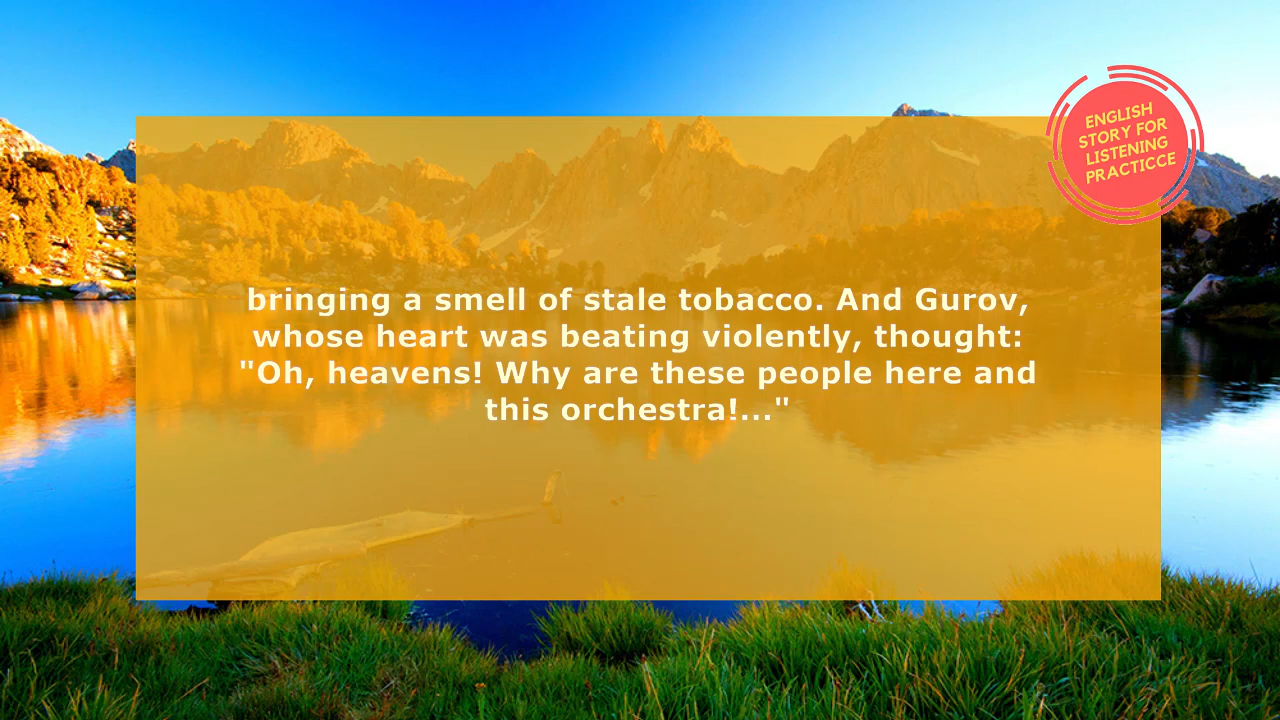 ENGLISH
STORY FOR
LISTENING
PRACTICCE
bringing a smell of stale tobacco. And Gurov,
whose heart was beating violently, thought:
"Oh, heavens! Why are these people here and
this orchestra!..."